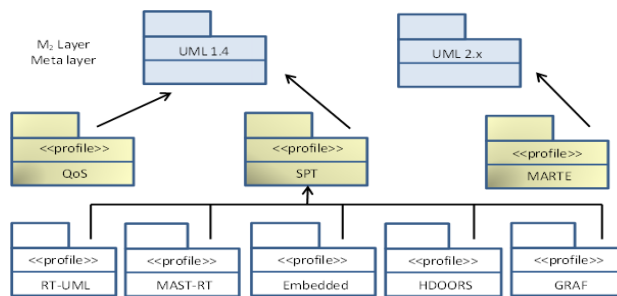 M2 Layer
Meta layer
UML 1.4
UML 2.x
<<profile>>
QoS
<<profile>>
SPT
<<profile>>
MARTE
<<profile>>
RT-UML
<<profile>>
MAST-RT
<<profile>>
Embedded
<<profile>>
HDOORS
<<profile>>
GRAF